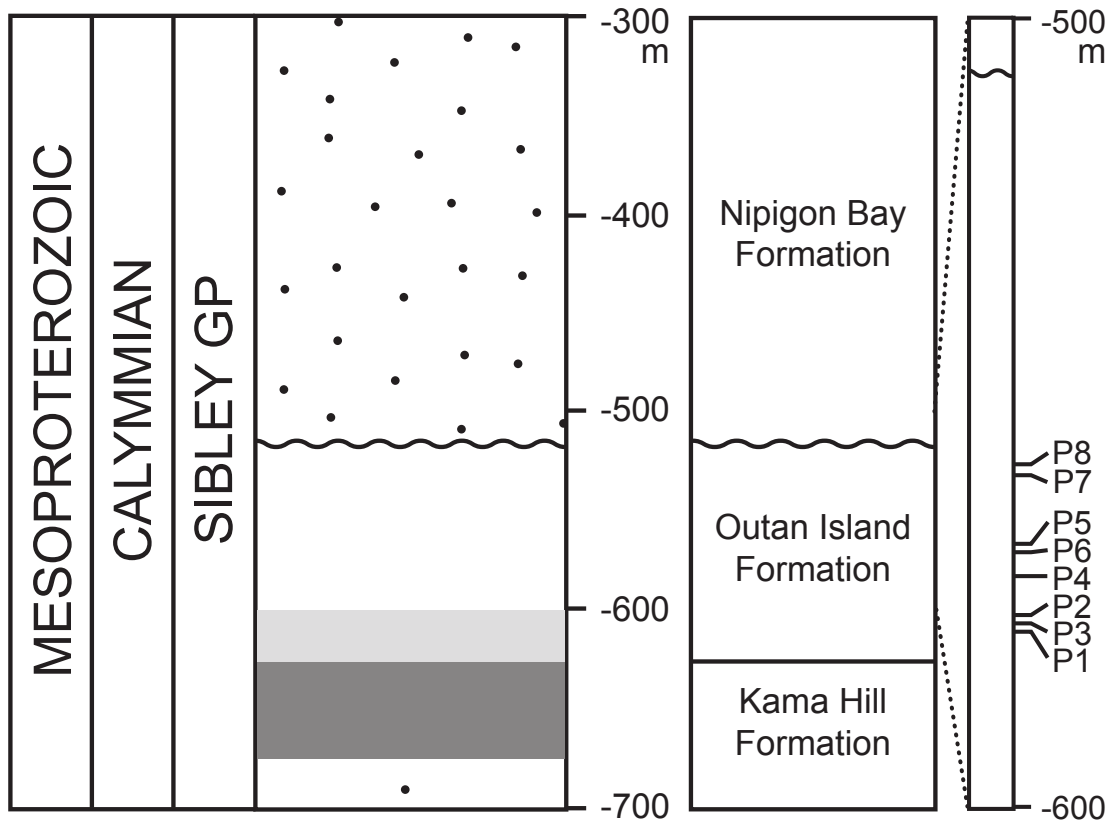 MESOPROTEROZOIC
CALYMMIAN
SIBLEY GP
-300
m
-400
-500
-600
-700
Nipigon Bay
Formation
Outan Island
Formation
Kama Hill
Formation
-500
m
P8
P7
P5
P6
P4
P2
P3
P1
-600